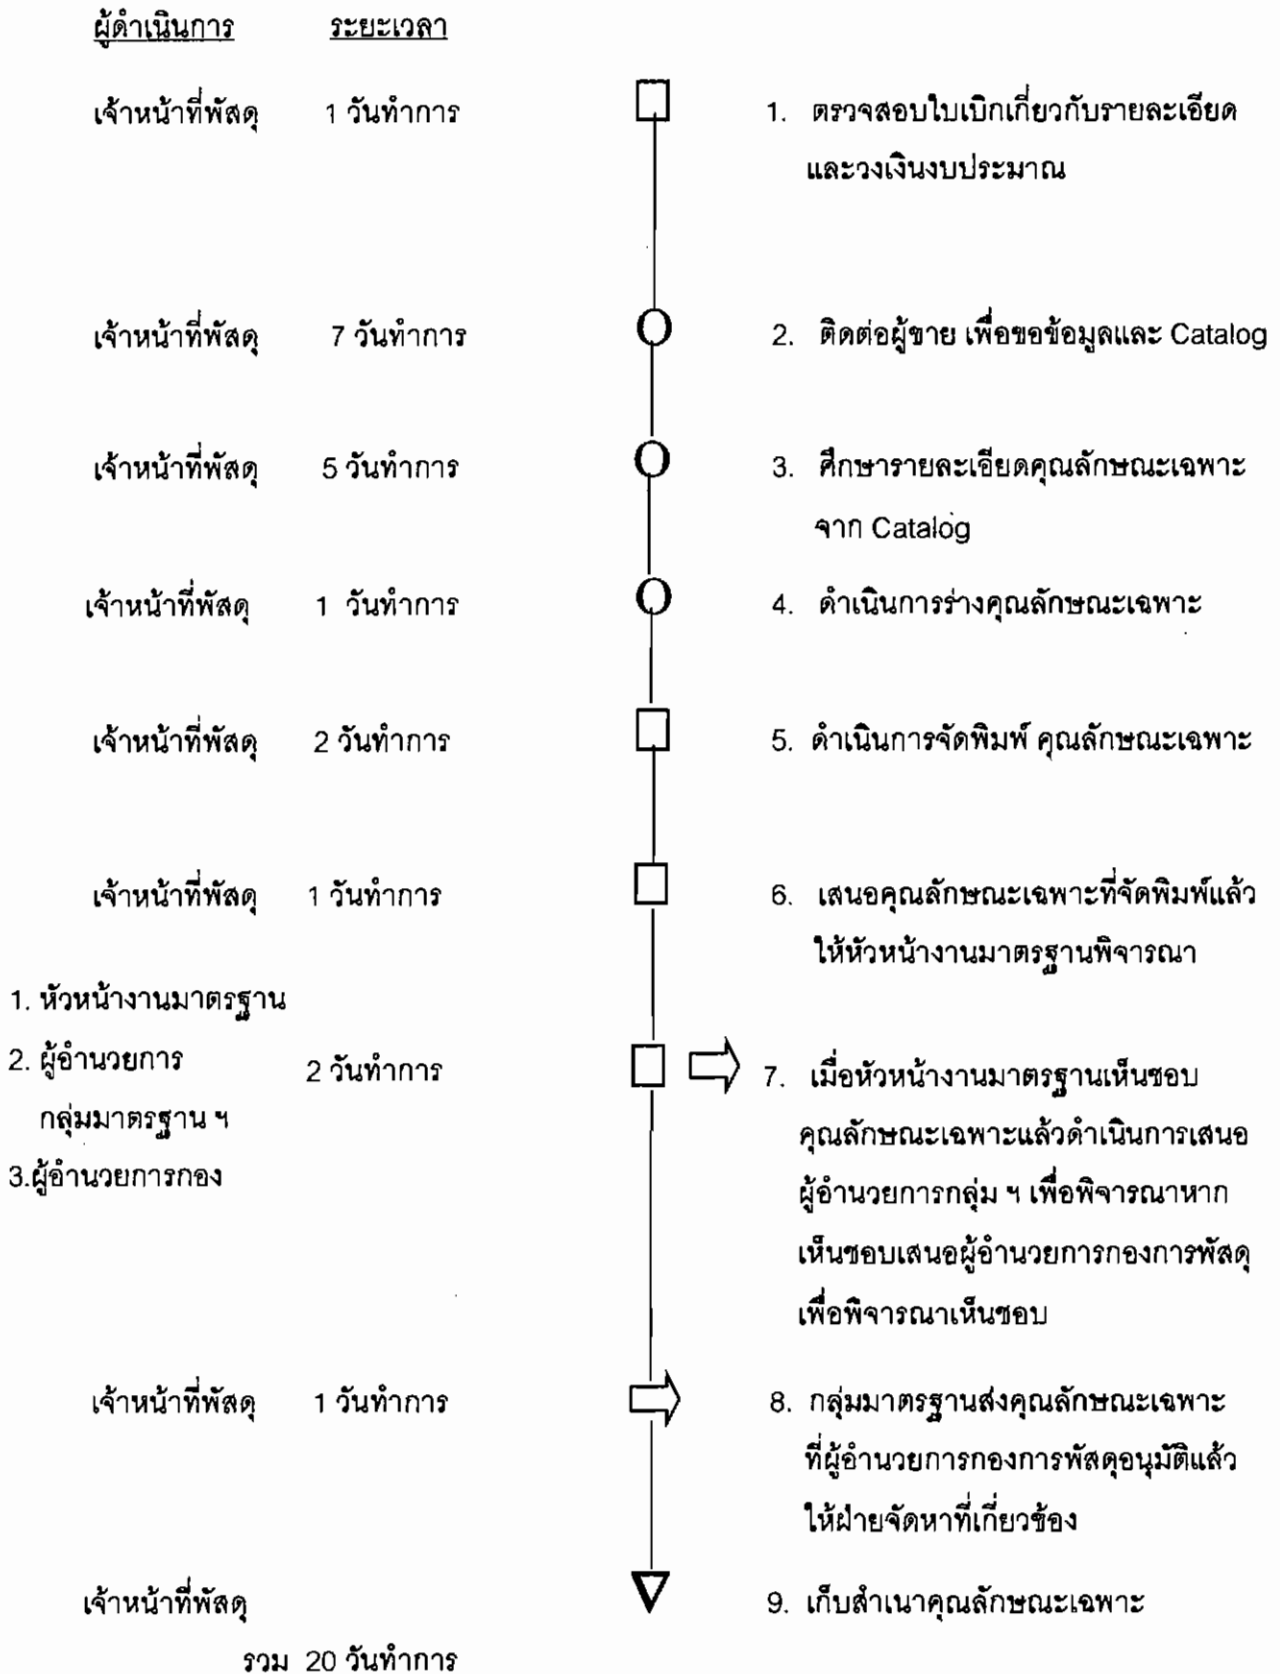 ผู้ดำเนินการ ระยะเวลา
เจ้าหน้าที่พัสดุ 1 วันทำการ 1. ตรวจสอบใบเบิกเกี่ยวกับรายละเอียด
และวงเงินงบประมาณ
เจ้าหน้าที่พัสดุ 7 วันทำการ 2. ติดต่อผู้ขาย เพื่อขอข้อมูลและ Catalog
เจ้าหน้าที่พัสดุ 5 วันทำการ 3. ศึกษารายละเอียดคุณลักษณะเฉพาะ
จาก Catalog
เจ้าหน้าที่พัสดุ 1 วันทำการ 4. ดำเนินการร่างคุณลักษณะเฉพาะ
เจ้าหน้าที่พัสดุ 2 วันทำการ 5. ดำเนินการจัดพิมพ์ คุณลักษณะเฉพาะ
เจ้าหน้าที่พัสดุ 1 วันทำการ 6. เสนอคุณลักษณะเฉพาะที่จัดพิมพ์แล้ว
ให้หัวหน้างานมาตรฐานพิจารณา
1. หัวหน้างานมาตรฐาน
2. ผู้อำนวยการ
กลุ่มมาตรฐาน ฯ
3.ผู้อำนวยการกอง
2 วันทำการ
7. เมื่อหัวหน้างานมาตรฐานเห็นชอบ
คุณลักษณะเฉพาะแล้วดำเนินการเสนอ
ผู้อำนวยการกลุ่ม ฯ เพื่อพิจารณาหาก
เห็นชอบเสนอผู้อำนวยการกองการพัสดุ
เพื่อพิจารณาเห็นชอบ
เจ้าหน้าที่พัสดุ 1 วันทำการ 8. กลุ่มมาตรฐานส่งคุณลักษณะเฉพาะ
ที่ผู้อำนวยการกองการพัสดุอนุมัติแล้ว
ให้ฝ่ายจัดหาที่เกี่ยวข้อง
เจ้าหน้าที่พัสดุ 9. เก็บสำเนาคุณลักษณะเฉพาะ
รวม 20 วันทำการ